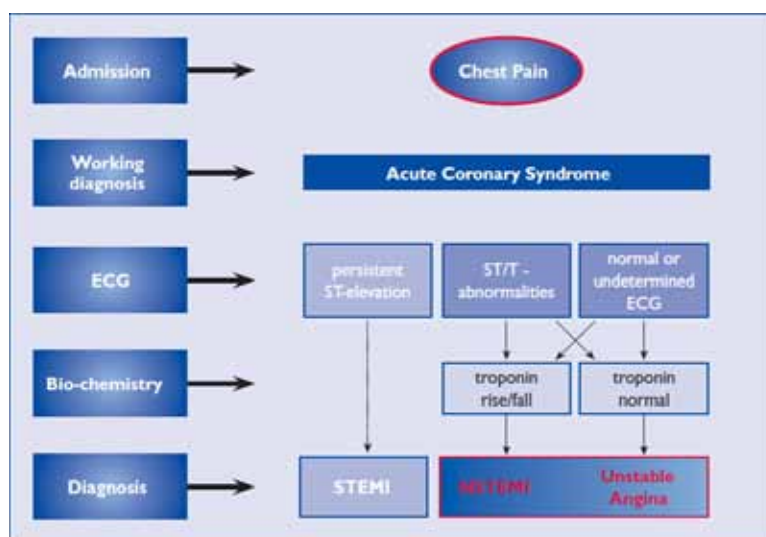 Admission
Chest Pain
Working
diagnosis
Acute Coronary Syndrome
ECG
persistent
ST-elevation
ST/T -
abnormalities
normal or
undetermined
ECG
Bio-chemistry
troponin
rise/fall
troponin
normal
Diagnosis
STEMI
NSTEMI
Unstable
Angina